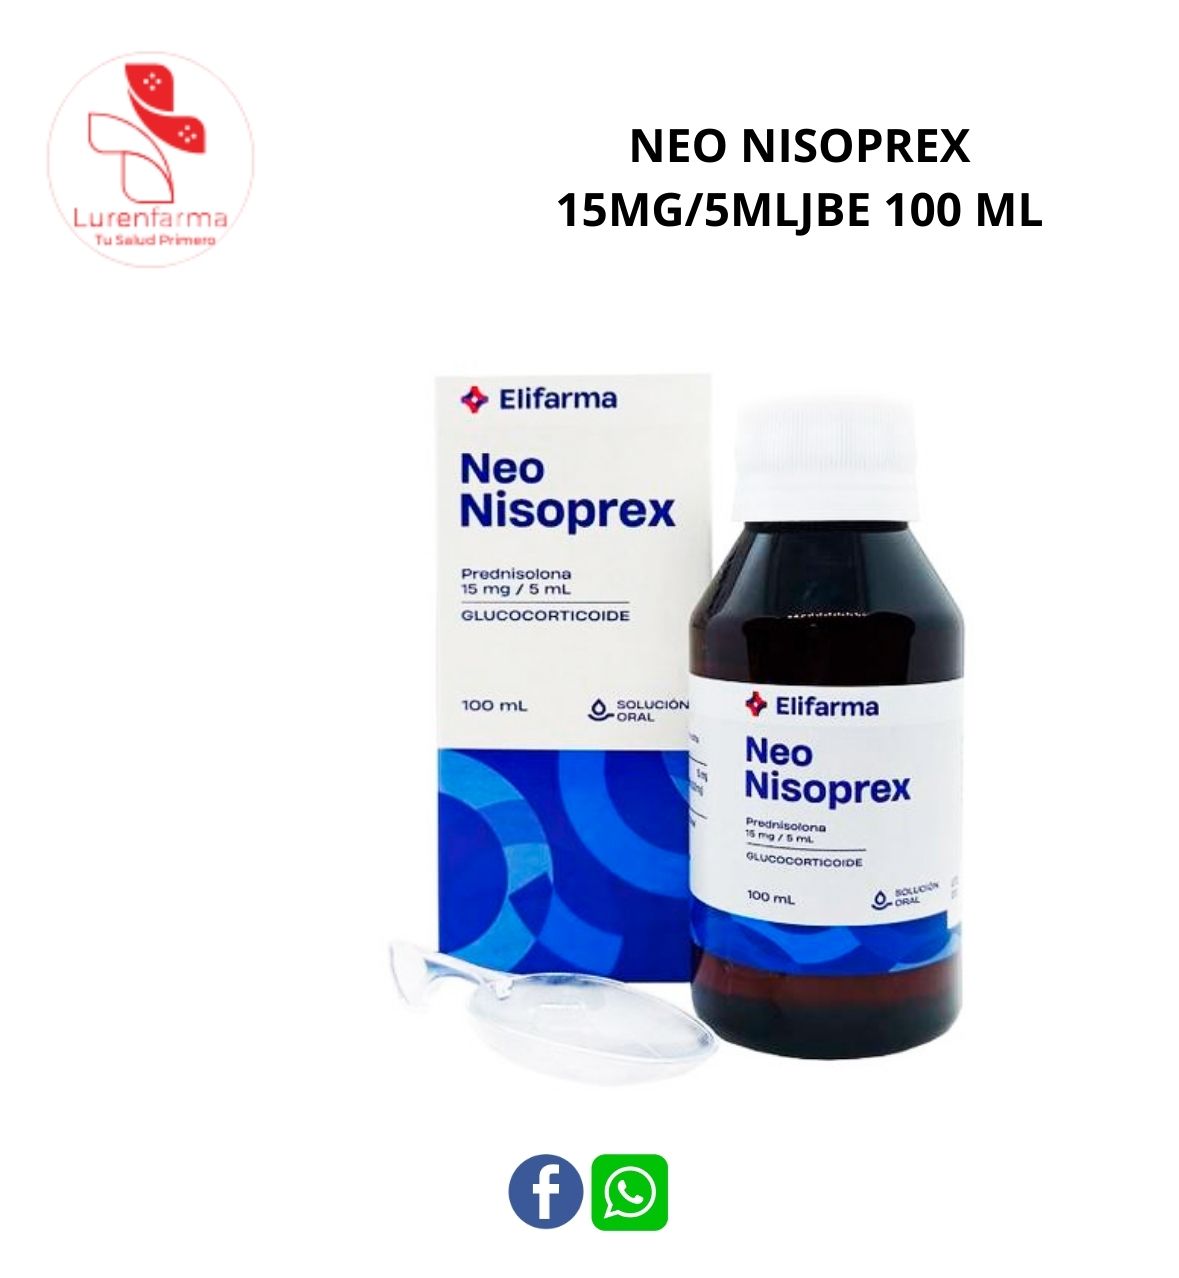 Lurenfarma
Tu Salud Primero
NEO NISOPREX
15MG/5MLJBE 100 ML
Elifarma
Neo
Nisoprex
Prednisolona
15 mg / 5 mL
GLUCOCORTICOIDE
100 mL
SOLUCIÓN
ORAL
Elifarma
Neo
Nisoprex
Prednisolona
15 mg / 5 mL
GLUCOCORTICOIDE
100 mL
SOLUCIÓN
ORAL